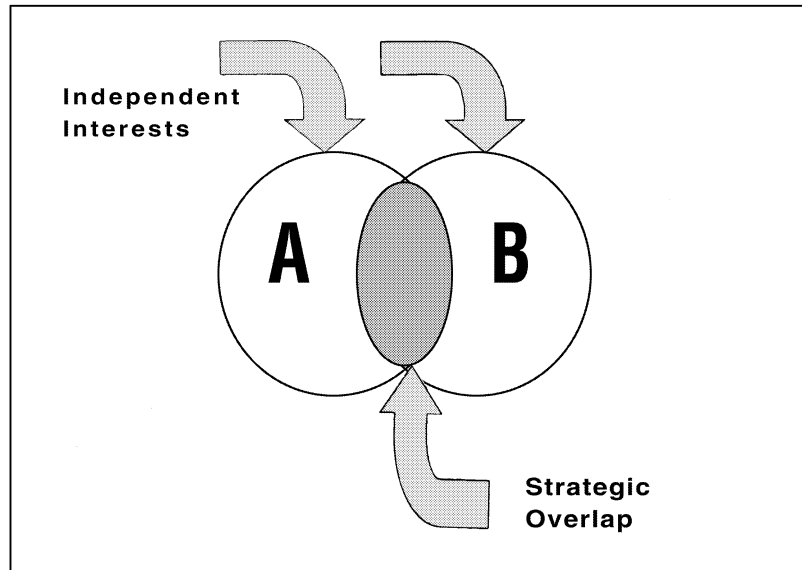 Independent
Interests
A
B
Strategic
Overlap